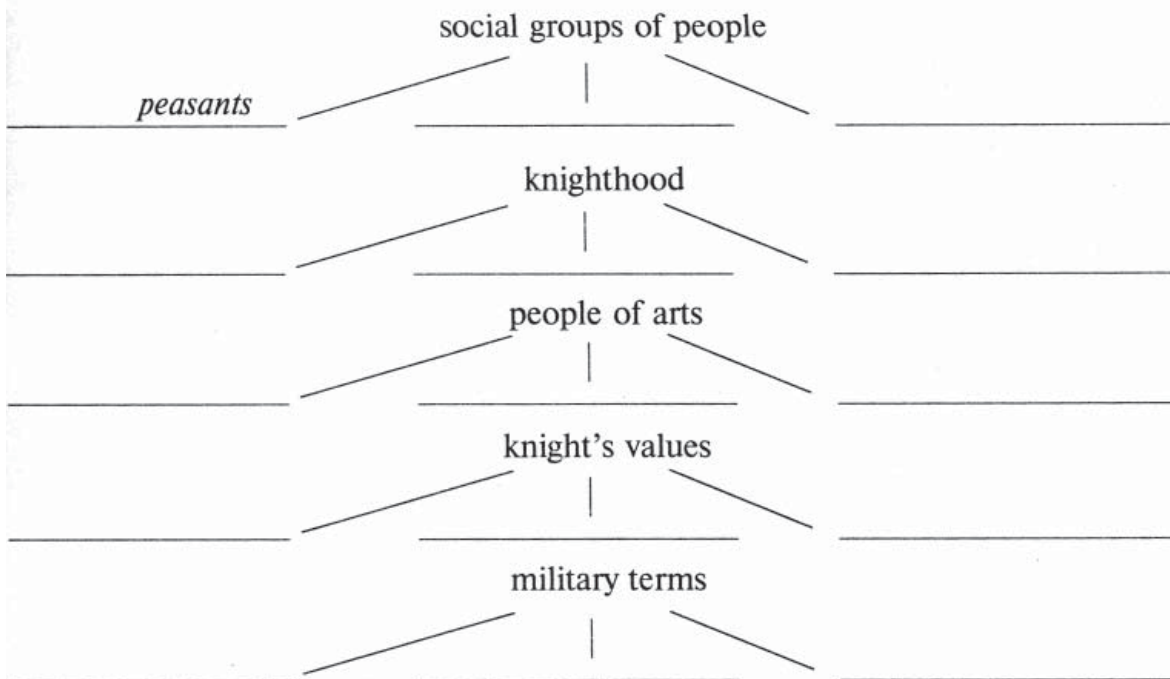 social groups of people
peasants
knighthood
people of arts
knight's values
military terms